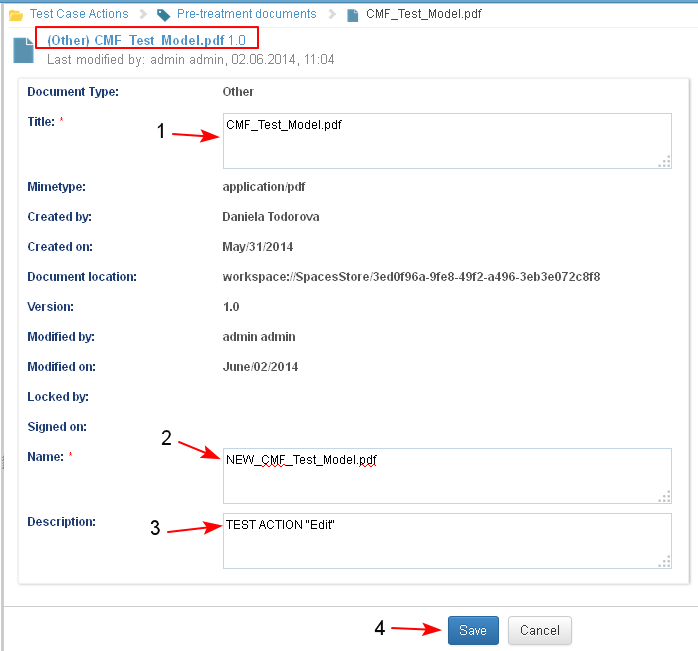 Test Case Actions Pre-treatment documents CMF_Test_Model.pdf
(Other) CMF_Test_Model.pdf 1.0
Last modified by: admin admin, 02.06.2014, 11:04
Document Type: Other
Title: * 1 CMF_Test_Model.pdf
Mimetype: application/pdf
Created by: Daniela Todorova
Created on: May/31/2014
Document location: workspace://SpacesStore/3ed0f96a-9fe8-49f2-a496-3eb3e072c8f8
Version: 1.0
Modified by: admin admin
Modified on: June/02/2014
Locked by:
Signed on:
Name: * 2 NEW_CMF_Test_Model.pdf
Description: 3 TEST ACTION "Edit"
4 Save Cancel